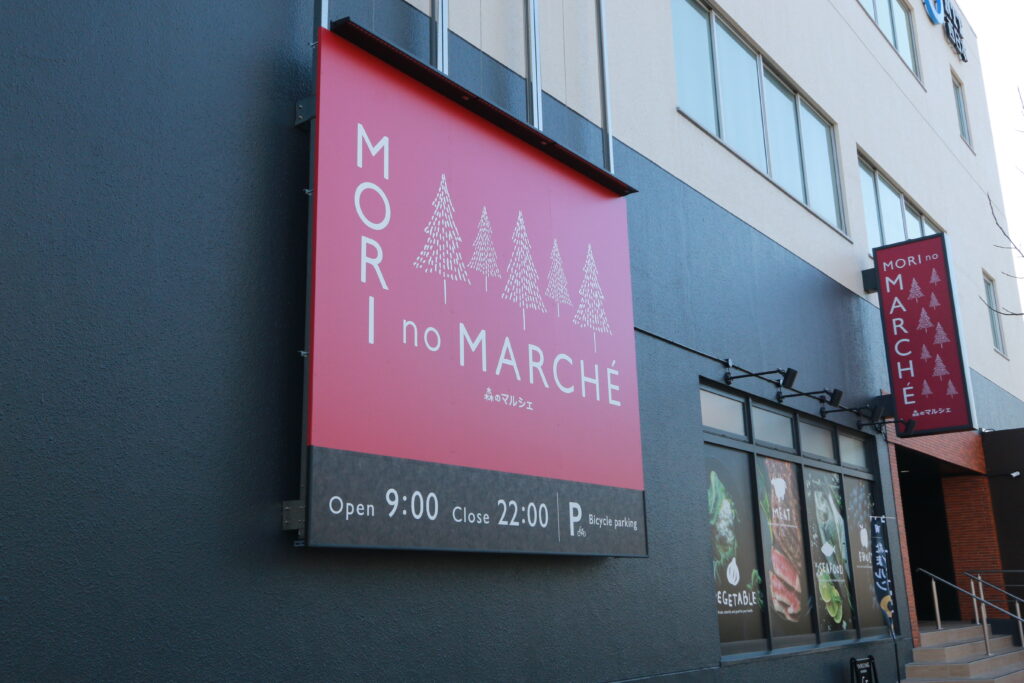 MORI no MARCHÉ
森のマルシェ
Open 9:00 Close 22:00 P Bicycle parking
MORI no
MARCHÉ
森のマルシェ
VEGETABLE
MEAT
SEAFOOD